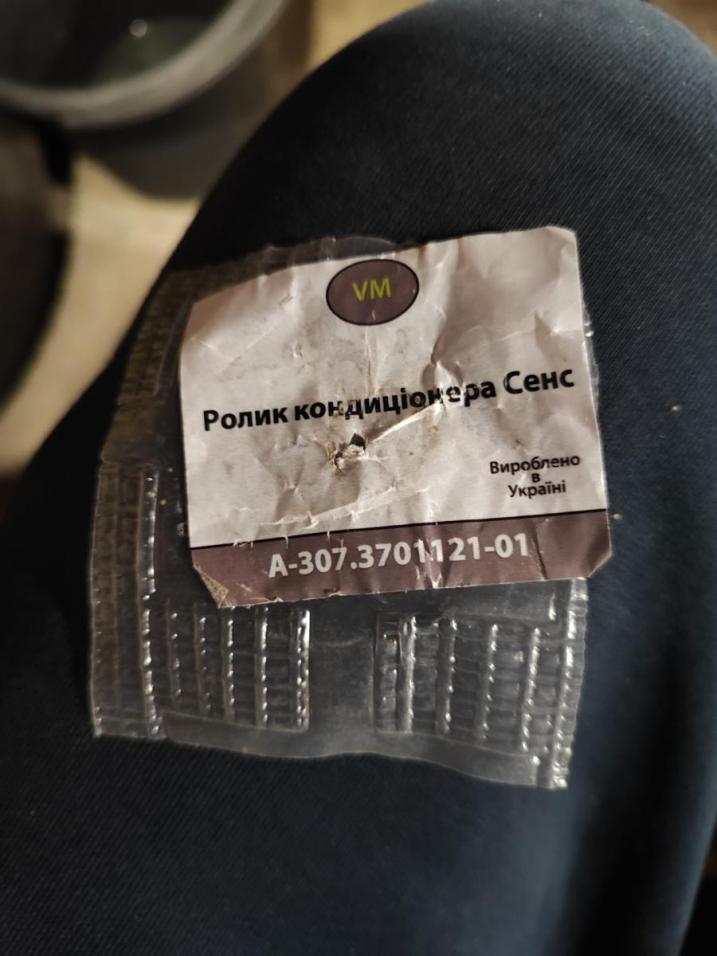 VM
Ролик кондиціонера Сенс
Вироблено
в
Україні
А-307.3701121-01